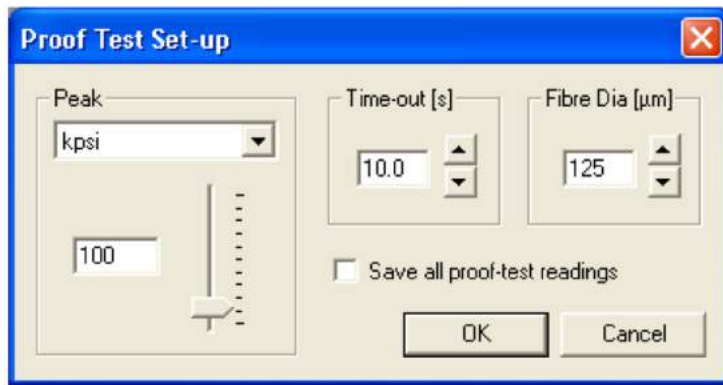 Proof Test Set-up
Peak
kpsi
100
Time-out [s]
10.0
Fibre Dia [µm]
125
Save all proof-test readings
OK
Cancel